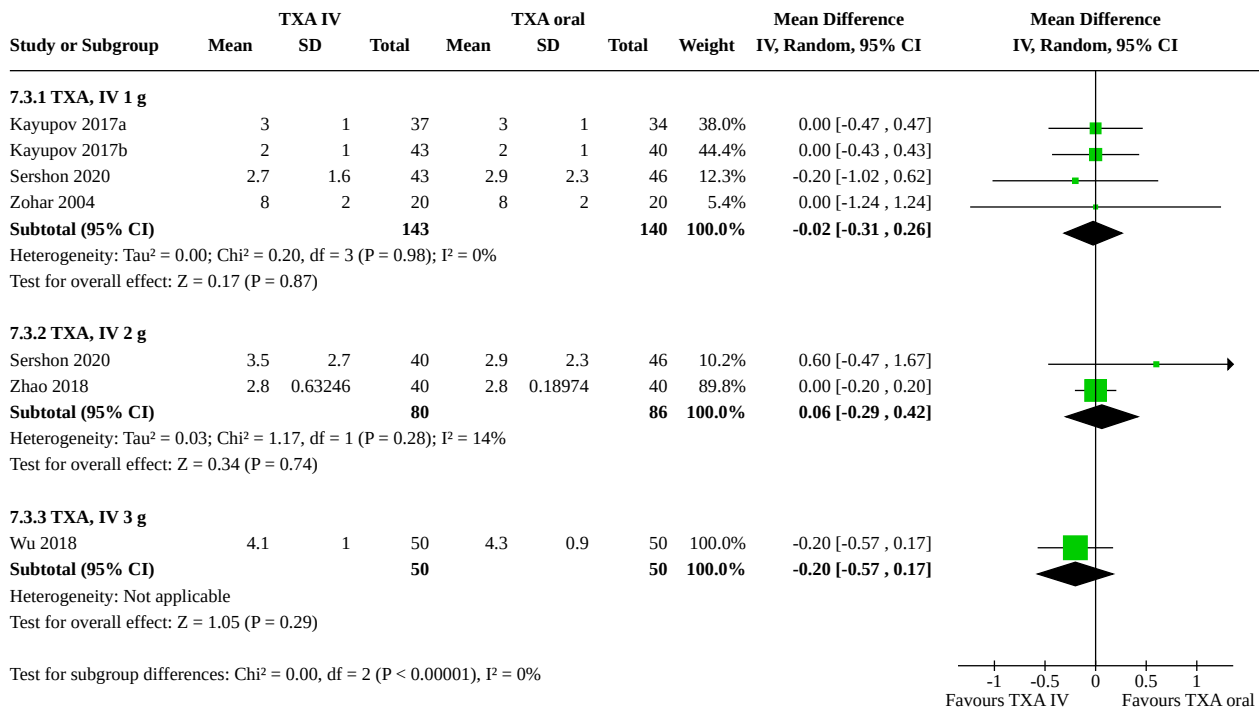 TXA IV TXA oral Mean Difference Mean Difference
Study or Subgroup Mean SD Total Mean SD Total Weight IV, Random, 95% CI IV, Random, 95% CI
7.3.1 TXA, IV 1 g
Kayupov 2017a 3 1 37 3 1 34 38.0% 0.00 [-0.47 , 0.47]
Kayupov 2017b 2 1 43 2 1 40 44.4% 0.00 [-0.43 , 0.43]
Sershon 2020 2.7 1.6 43 2.9 2.3 46 12.3% -0.20 [-1.02 , 0.62]
Zohar 2004 8 2 20 8 2 20 5.4% 0.00 [-1.24 , 1.24]
Subtotal (95% CI) 143 140 100.0% -0.02 [-0.31 , 0.26]
Heterogeneity: Tau² = 0.00; Chi² = 0.20, df = 3 (P = 0.98); I² = 0%
Test for overall effect: Z = 0.17 (P = 0.87)
7.3.2 TXA, IV 2 g
Sershon 2020 3.5 2.7 40 2.9 2.3 46 10.2% 0.60 [-0.47 , 1.67]
Zhao 2018 2.8 0.63246 40 2.8 0.18974 40 89.8% 0.00 [-0.20 , 0.20]
Subtotal (95% CI) 80 86 100.0% 0.06 [-0.29 , 0.42]
Heterogeneity: Tau² = 0.03; Chi² = 1.17, df = 1 (P = 0.28); I² = 14%
Test for overall effect: Z = 0.34 (P = 0.74)
7.3.3 TXA, IV 3 g
Wu 2018 4.1 1 50 4.3 0.9 50 100.0% -0.20 [-0.57 , 0.17]
Subtotal (95% CI) 50 50 100.0% -0.20 [-0.57 , 0.17]
Heterogeneity: Not applicable
Test for overall effect: Z = 1.05 (P = 0.29)
Test for subgroup differences: Chi² = 0.00, df = 2 (P < 0.00001), I² = 0%
-1 -0.5 0 0.5 1
Favours TXA IV Favours TXA oral